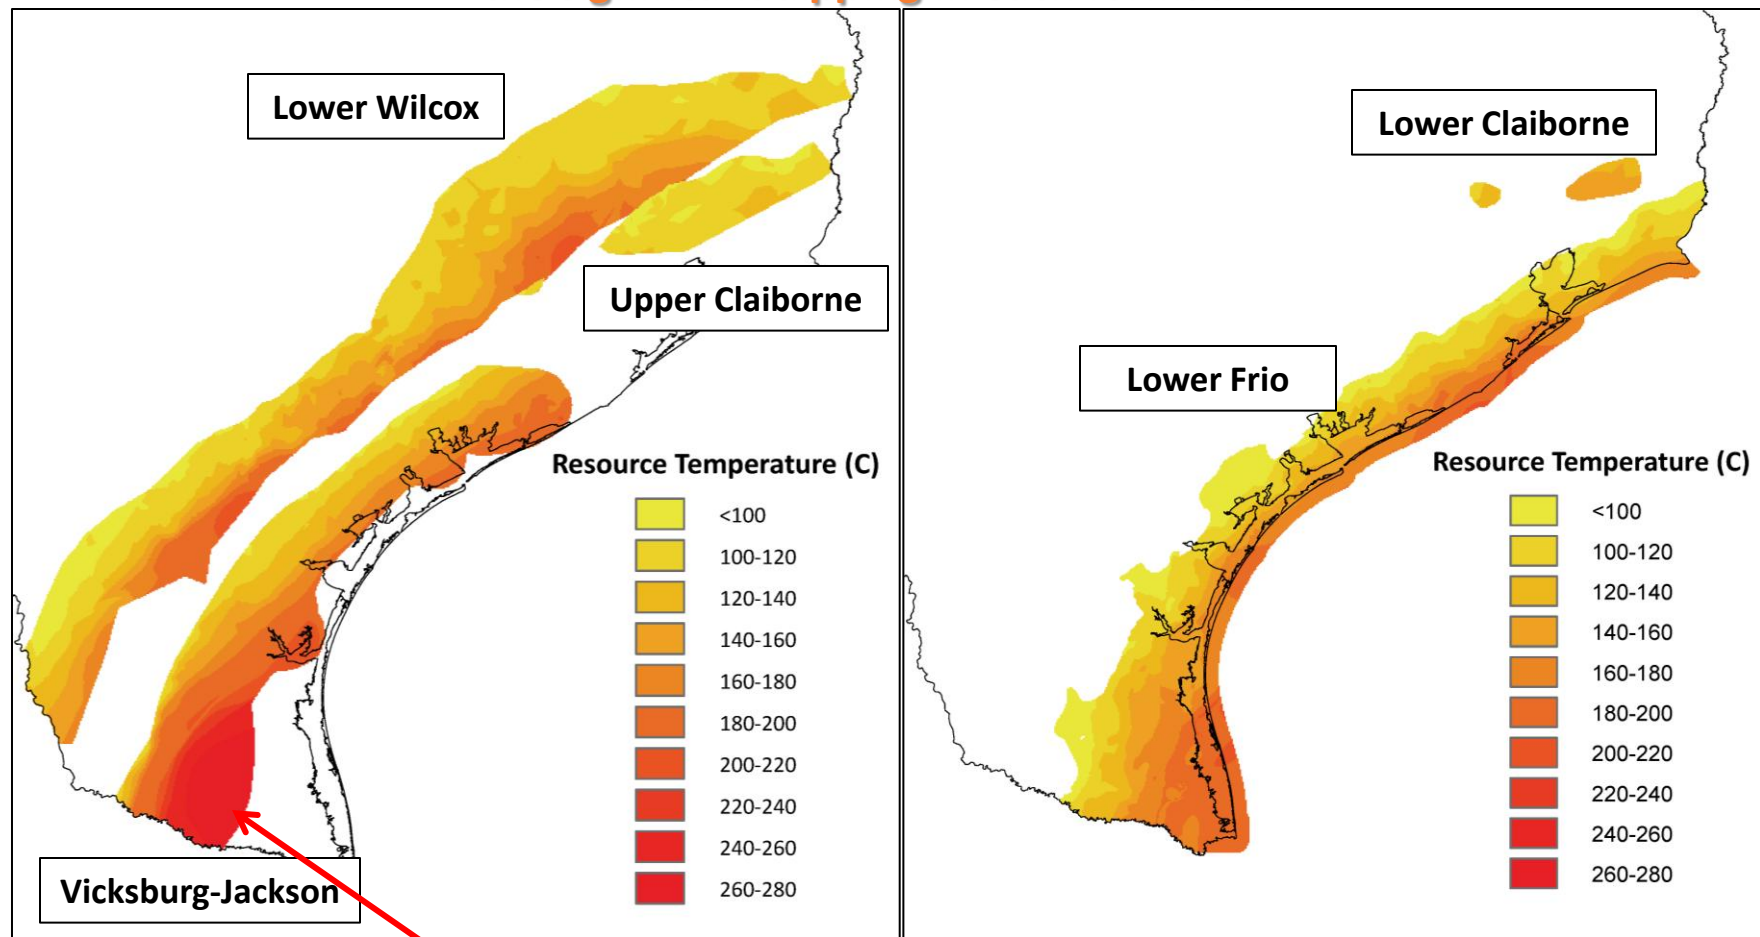 Lower Wilcox
Upper Claiborne
Resource Temperature (C)
<100
100-120
120-140
140-160
160-180
180-200
200-220
220-240
240-260
260-280
Vicksburg-Jackson
Lower Claiborne
Lower Frio
Resource Temperature (C)
<100
100-120
120-140
140-160
160-180
180-200
200-220
220-240
240-260
260-280